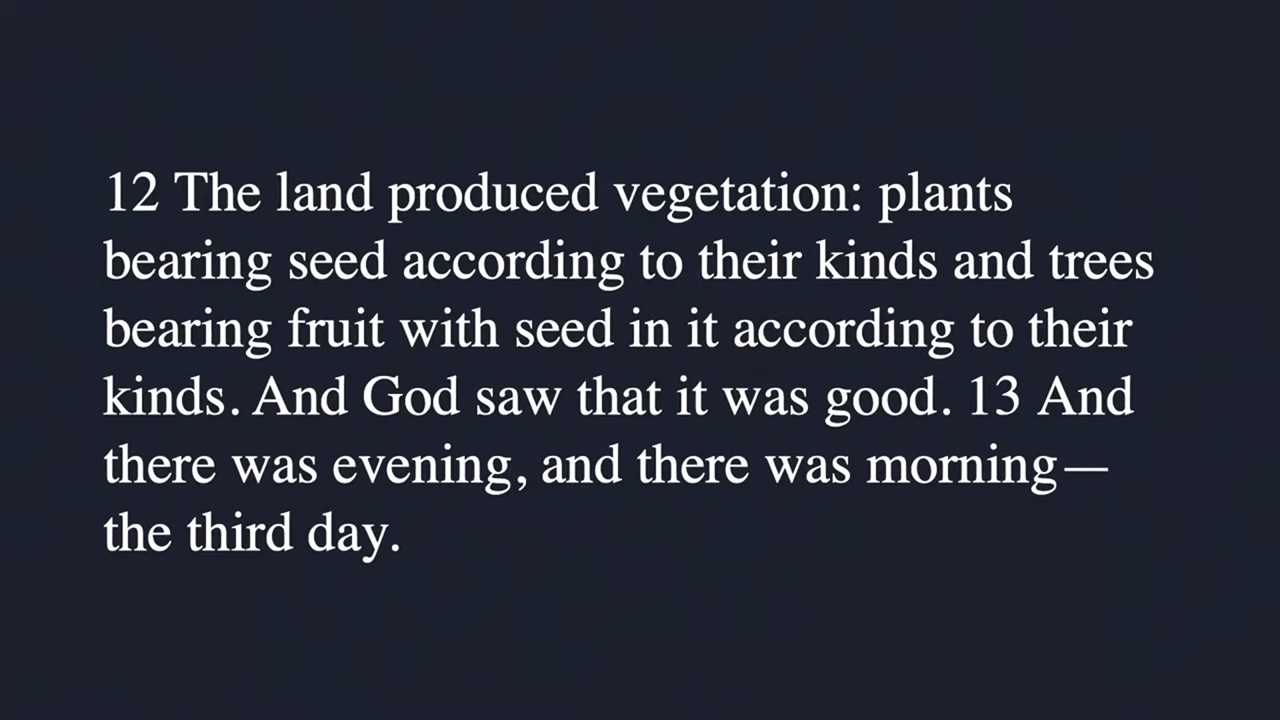 12 The land produced vegetation: plants
bearing seed according to their kinds and trees
bearing fruit with seed in it according to their
kinds. And God saw that it was good. 13 And
there was evening, and there was morning—
the third day.